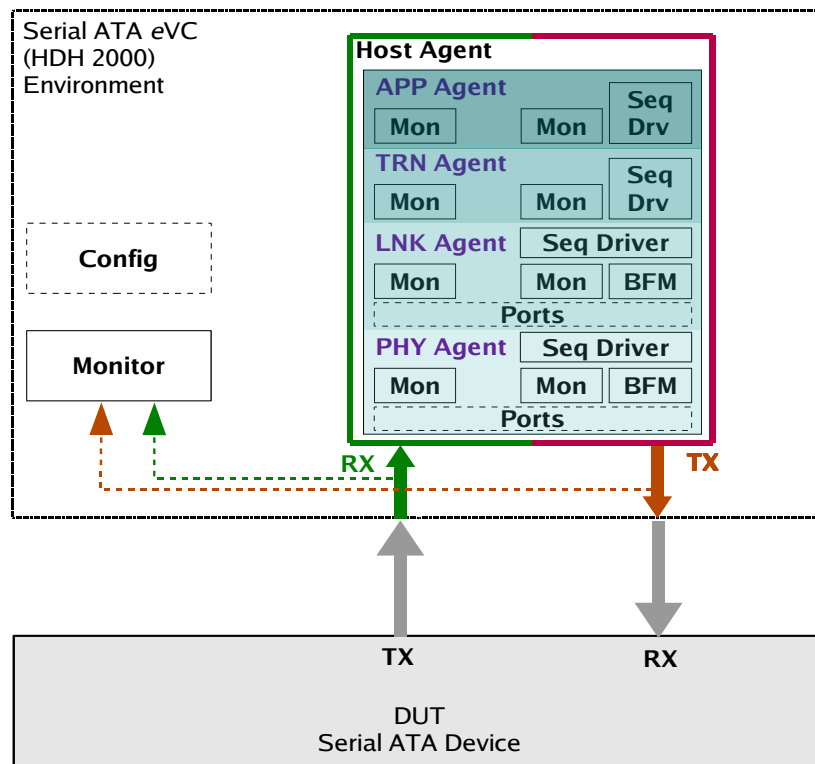 Serial ATA eVC
(HDH 2000)
Environment
Host Agent
APP Agent
Seq
Drv
Mon
Mon
TRN Agent
Seq
Drv
Mon
Mon
LNK Agent
Seq Driver
Mon
Mon
BFM
Ports
PHY Agent
Seq Driver
Mon
Mon
BFM
Ports
Config
Monitor
RX
TX
TX
RX
DUT
Serial ATA Device